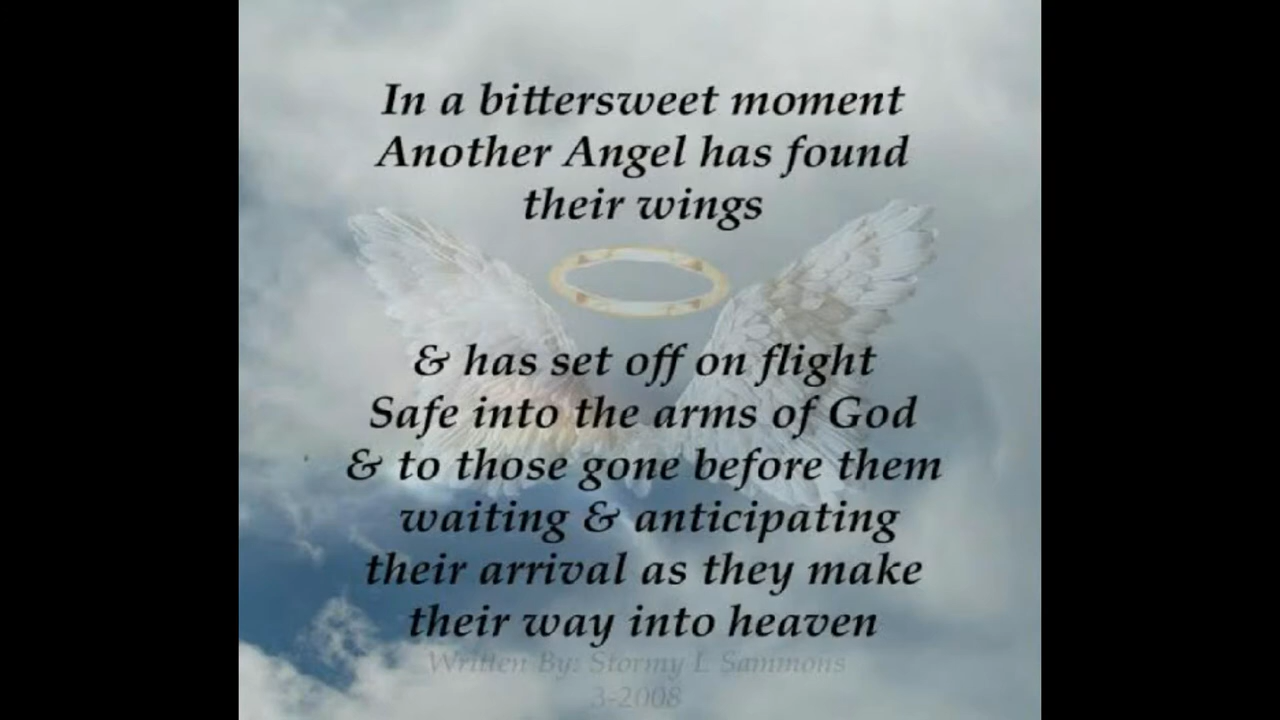 In a bittersweet moment
Another Angel has found
their wings
& has set off on flight
Safe into the arms of God
& to those gone before them
waiting & anticipating
their arrival as they make
their way into heaven
Written By: Stormy L Sammons
3-2008